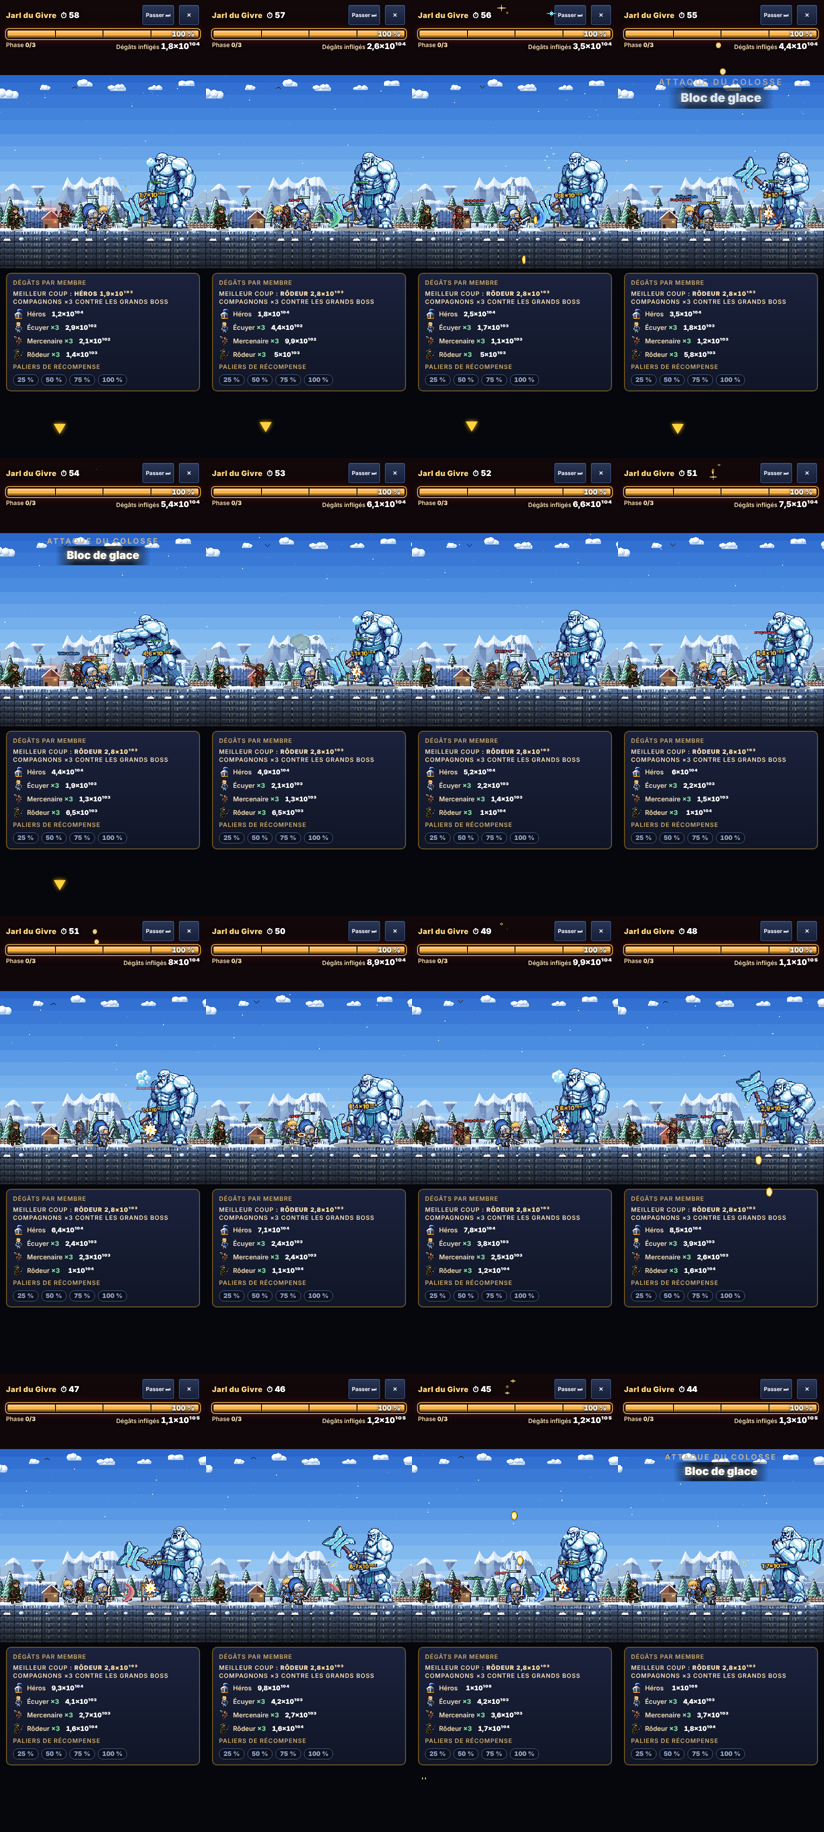 Jarl du Givre ⏱ 58 Passer ⏭ ×
100 %
Phase 0/3 Dégâts infligés 1,8×10¹⁰⁴
DÉGÂTS PAR MEMBRE
MEILLEUR COUP : HÉROS 1,9×10¹⁰³
COMPAGNONS ×3 CONTRE LES GRANDS BOSS
Héros 1,2×10¹⁰⁴
Écuyer ×3 2,9×10¹⁰²
Mercenaire ×3 2,1×10¹⁰²
Rôdeur ×3 1,4×10¹⁰³
PALIERS DE RÉCOMPENSE
25 % 50 % 75 % 100 %
Jarl du Givre ⏱ 57 Passer ⏭ ×
100 %
Phase 0/3 Dégâts infligés 2,6×10¹⁰⁴
DÉGÂTS PAR MEMBRE
MEILLEUR COUP : RÔDEUR 2,8×10¹⁰³
COMPAGNONS ×3 CONTRE LES GRANDS BOSS
Héros 1,8×10¹⁰⁴
Écuyer ×3 4,4×10¹⁰²
Mercenaire ×3 9,9×10¹⁰²
Rôdeur ×3 5×10¹⁰³
PALIERS DE RÉCOMPENSE
25 % 50 % 75 % 100 %
Jarl du Givre ⏱ 56 Passer ⏭ ×
100 %
Phase 0/3 Dégâts infligés 3,5×10¹⁰⁴
DÉGÂTS PAR MEMBRE
MEILLEUR COUP : RÔDEUR 2,8×10¹⁰³
COMPAGNONS ×3 CONTRE LES GRANDS BOSS
Héros 2,5×10¹⁰⁴
Écuyer ×3 1,7×10¹⁰³
Mercenaire ×3 1,1×10¹⁰³
Rôdeur ×3 5×10¹⁰³
PALIERS DE RÉCOMPENSE
25 % 50 % 75 % 100 %
Jarl du Givre ⏱ 55 Passer ⏭ ×
100 %
Phase 0/3 Dégâts infligés 4,4×10¹⁰⁴
ATTAQUE DU COLOSSE
Bloc de glace
DÉGÂTS PAR MEMBRE
MEILLEUR COUP : RÔDEUR 2,8×10¹⁰³
COMPAGNONS ×3 CONTRE LES GRANDS BOSS
Héros 3,5×10¹⁰⁴
Écuyer ×3 1,8×10¹⁰³
Mercenaire ×3 1,2×10¹⁰³
Rôdeur ×3 5,8×10¹⁰³
PALIERS DE RÉCOMPENSE
25 % 50 % 75 % 100 %
Jarl du Givre ⏱ 54 Passer ⏭ ×
100 %
Phase 0/3 Dégâts infligés 5,4×10¹⁰⁴
ATTAQUE DU COLOSSE
Bloc de glace
DÉGÂTS PAR MEMBRE
MEILLEUR COUP : RÔDEUR 2,8×10¹⁰³
COMPAGNONS ×3 CONTRE LES GRANDS BOSS
Héros 4,4×10¹⁰⁴
Écuyer ×3 1,9×10¹⁰³
Mercenaire ×3 1,3×10¹⁰³
Rôdeur ×3 6,5×10¹⁰³
PALIERS DE RÉCOMPENSE
25 % 50 % 75 % 100 %
Jarl du Givre ⏱ 53 Passer ⏭ ×
100 %
Phase 0/3 Dégâts infligés 6,1×10¹⁰⁴
DÉGÂTS PAR MEMBRE
MEILLEUR COUP : RÔDEUR 2,8×10¹⁰³
COMPAGNONS ×3 CONTRE LES GRANDS BOSS
Héros 4,9×10¹⁰⁴
Écuyer ×3 2,1×10¹⁰³
Mercenaire ×3 1,3×10¹⁰³
Rôdeur ×3 6,5×10¹⁰³
PALIERS DE RÉCOMPENSE
25 % 50 % 75 % 100 %
Jarl du Givre ⏱ 52 Passer ⏭ ×
100 %
Phase 0/3 Dégâts infligés 6,6×10¹⁰⁴
DÉGÂTS PAR MEMBRE
MEILLEUR COUP : RÔDEUR 2,8×10¹⁰³
COMPAGNONS ×3 CONTRE LES GRANDS BOSS
Héros 5,2×10¹⁰⁴
Écuyer ×3 2,2×10¹⁰³
Mercenaire ×3 1,4×10¹⁰³
Rôdeur ×3 1×10¹⁰⁴
PALIERS DE RÉCOMPENSE
25 % 50 % 75 % 100 %
Jarl du Givre ⏱ 51 Passer ⏭ ×
100 %
Phase 0/3 Dégâts infligés 7,5×10¹⁰⁴
DÉGÂTS PAR MEMBRE
MEILLEUR COUP : RÔDEUR 2,8×10¹⁰³
COMPAGNONS ×3 CONTRE LES GRANDS BOSS
Héros 6×10¹⁰⁴
Écuyer ×3 2,2×10¹⁰³
Mercenaire ×3 1,5×10¹⁰³
Rôdeur ×3 1×10¹⁰⁴
PALIERS DE RÉCOMPENSE
25 % 50 % 75 % 100 %
Jarl du Givre ⏱ 51 Passer ⏭ ×
100 %
Phase 0/3 Dégâts infligés 8×10¹⁰⁴
DÉGÂTS PAR MEMBRE
MEILLEUR COUP : RÔDEUR 2,8×10¹⁰³
COMPAGNONS ×3 CONTRE LES GRANDS BOSS
Héros 6,4×10¹⁰⁴
Écuyer ×3 2,4×10¹⁰³
Mercenaire ×3 2,3×10¹⁰³
Rôdeur ×3 1×10¹⁰⁴
PALIERS DE RÉCOMPENSE
25 % 50 % 75 % 100 %
Jarl du Givre ⏱ 50 Passer ⏭ ×
100 %
Phase 0/3 Dégâts infligés 8,9×10¹⁰⁴
DÉGÂTS PAR MEMBRE
MEILLEUR COUP : RÔDEUR 2,8×10¹⁰³
COMPAGNONS ×3 CONTRE LES GRANDS BOSS
Héros 7,1×10¹⁰⁴
Écuyer ×3 2,4×10¹⁰³
Mercenaire ×3 2,4×10¹⁰³
Rôdeur ×3 1,1×10¹⁰⁴
PALIERS DE RÉCOMPENSE
25 % 50 % 75 % 100 %
Jarl du Givre ⏱ 49 Passer ⏭ ×
100 %
Phase 0/3 Dégâts infligés 9,9×10¹⁰⁴
DÉGÂTS PAR MEMBRE
MEILLEUR COUP : RÔDEUR 2,8×10¹⁰³
COMPAGNONS ×3 CONTRE LES GRANDS BOSS
Héros 7,8×10¹⁰⁴
Écuyer ×3 3,8×10¹⁰³
Mercenaire ×3 2,5×10¹⁰³
Rôdeur ×3 1,2×10¹⁰⁴
PALIERS DE RÉCOMPENSE
25 % 50 % 75 % 100 %
Jarl du Givre ⏱ 48 Passer ⏭ ×
100 %
Phase 0/3 Dégâts infligés 1,1×10¹⁰⁵
DÉGÂTS PAR MEMBRE
MEILLEUR COUP : RÔDEUR 2,8×10¹⁰³
COMPAGNONS ×3 CONTRE LES GRANDS BOSS
Héros 8,5×10¹⁰⁴
Écuyer ×3 3,9×10¹⁰³
Mercenaire ×3 2,6×10¹⁰³
Rôdeur ×3 1,6×10¹⁰⁴
PALIERS DE RÉCOMPENSE
25 % 50 % 75 % 100 %
Jarl du Givre ⏱ 47 Passer ⏭ ×
100 %
Phase 0/3 Dégâts infligés 1,1×10¹⁰⁵
DÉGÂTS PAR MEMBRE
MEILLEUR COUP : RÔDEUR 2,8×10¹⁰³
COMPAGNONS ×3 CONTRE LES GRANDS BOSS
Héros 9,3×10¹⁰⁴
Écuyer ×3 4,1×10¹⁰³
Mercenaire ×3 2,7×10¹⁰³
Rôdeur ×3 1,6×10¹⁰⁴
PALIERS DE RÉCOMPENSE
25 % 50 % 75 % 100 %
Jarl du Givre ⏱ 46 Passer ⏭ ×
100 %
Phase 0/3 Dégâts infligés 1,2×10¹⁰⁵
DÉGÂTS PAR MEMBRE
MEILLEUR COUP : RÔDEUR 2,8×10¹⁰³
COMPAGNONS ×3 CONTRE LES GRANDS BOSS
Héros 9,8×10¹⁰⁴
Écuyer ×3 4,2×10¹⁰³
Mercenaire ×3 2,7×10¹⁰³
Rôdeur ×3 1,6×10¹⁰⁴
PALIERS DE RÉCOMPENSE
25 % 50 % 75 % 100 %
Jarl du Givre ⏱ 45 Passer ⏭ ×
100 %
Phase 0/3 Dégâts infligés 1,2×10¹⁰⁵
DÉGÂTS PAR MEMBRE
MEILLEUR COUP : RÔDEUR 2,8×10¹⁰³
COMPAGNONS ×3 CONTRE LES GRANDS BOSS
Héros 1×10¹⁰⁵
Écuyer ×3 4,2×10¹⁰³
Mercenaire ×3 3,6×10¹⁰³
Rôdeur ×3 1,7×10¹⁰⁴
PALIERS DE RÉCOMPENSE
25 % 50 % 75 % 100 %
Jarl du Givre ⏱ 44 Passer ⏭ ×
100 %
Phase 0/3 Dégâts infligés 1,3×10¹⁰⁵
ATTAQUE DU COLOSSE
Bloc de glace
DÉGÂTS PAR MEMBRE
MEILLEUR COUP : RÔDEUR 2,8×10¹⁰³
COMPAGNONS ×3 CONTRE LES GRANDS BOSS
Héros 1×10¹⁰⁵
Écuyer ×3 4,4×10¹⁰³
Mercenaire ×3 3,7×10¹⁰³
Rôdeur ×3 1,8×10¹⁰⁴
PALIERS DE RÉCOMPENSE
25 % 50 % 75 % 100 %